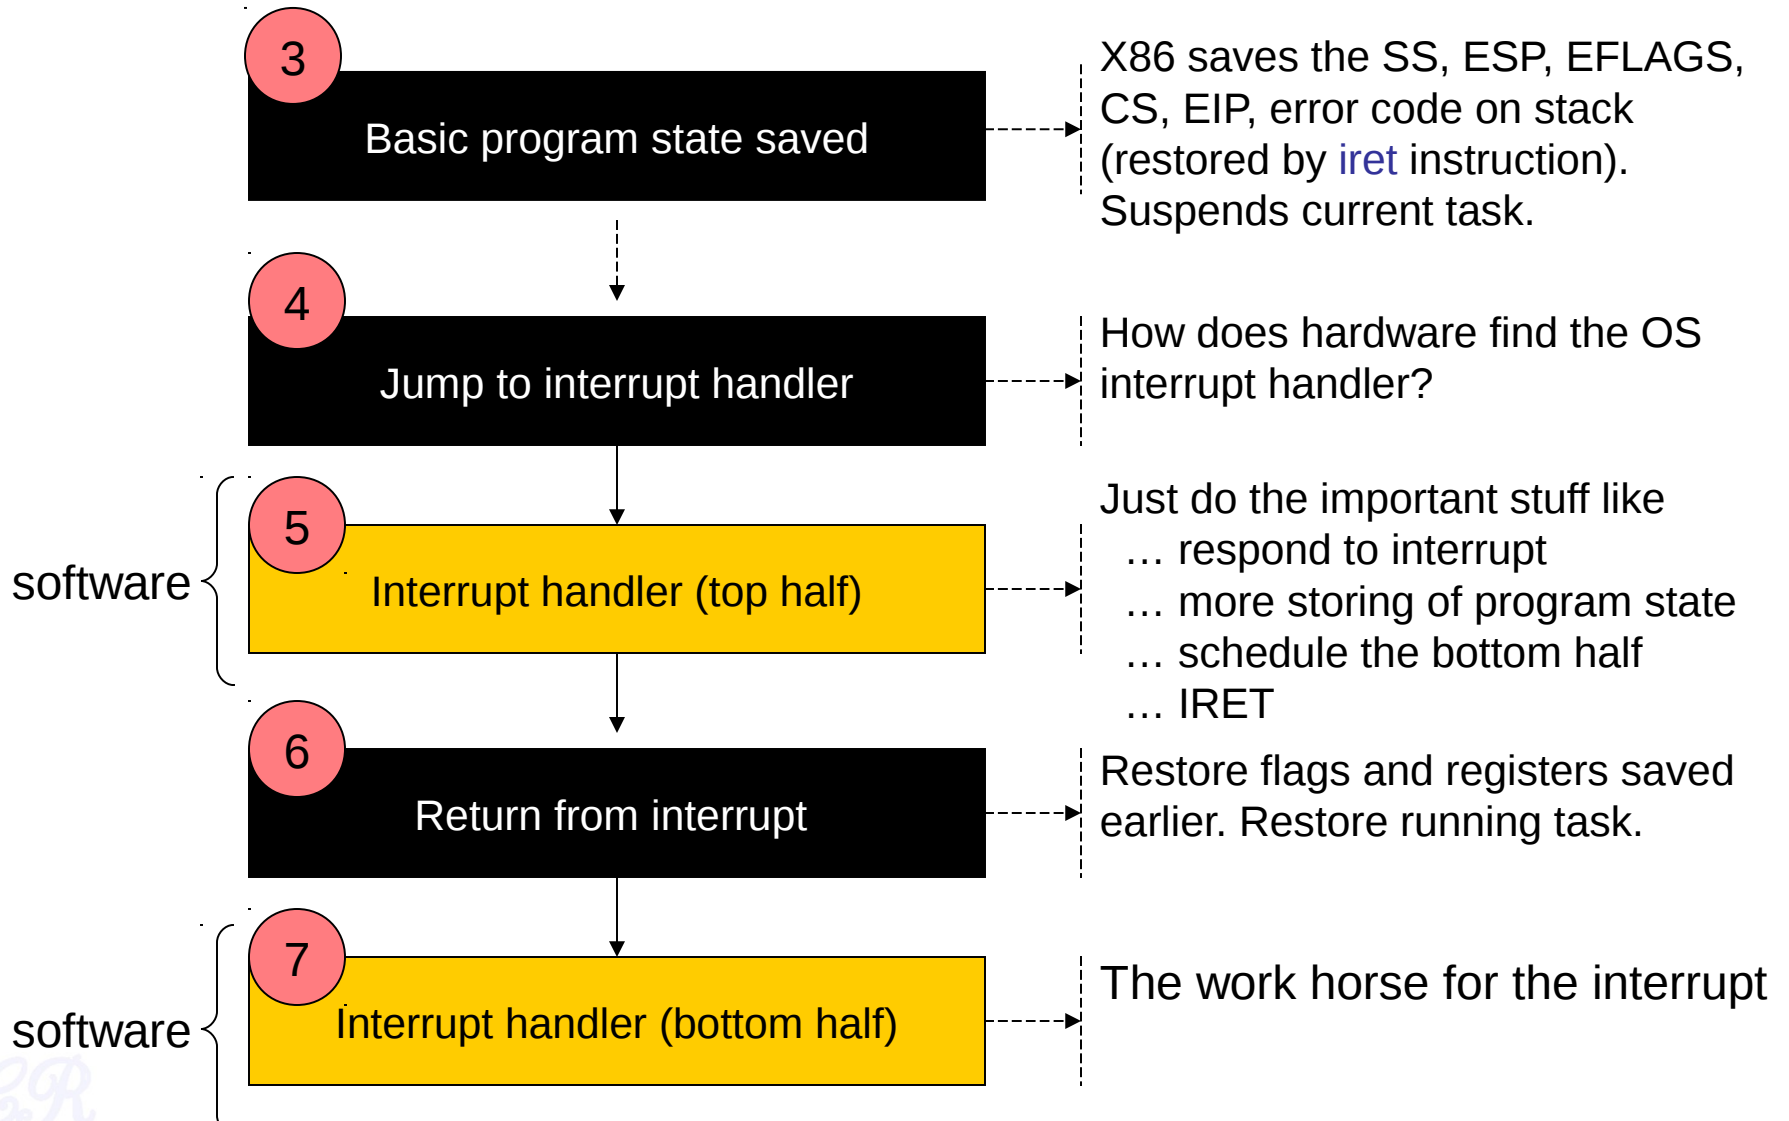 3
Basic program state saved
X86 saves the SS, ESP, EFLAGS,
CS, EIP, error code on stack
(restored by iret instruction).
Suspends current task.
4
Jump to interrupt handler
How does hardware find the OS
interrupt handler?
software
5
Interrupt handler (top half)
Just do the important stuff like
… respond to interrupt
… more storing of program state
… schedule the bottom half
… IRET
6
Return from interrupt
Restore flags and registers saved
earlier. Restore running task.
software
7
Interrupt handler (bottom half)
The work horse for the interrupt